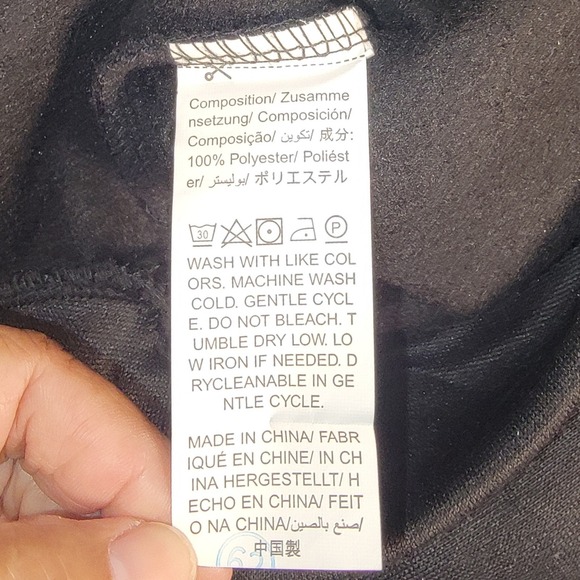 Composition/ Zusamme
nsetzung/ Composición/
Composição/ تكوين/ 成分:
100% Polyester/ Poliést
er/ بوليستر/ ポリエステル
30 P
WASH WITH LIKE COL
ORS. MACHINE WASH
COLD. GENTLE CYCL
E. DO NOT BLEACH. T
UMBLE DRY LOW. LO
W IRON IF NEEDED. D
RYCLEANABLE IN GE
NTLE CYCLE.
MADE IN CHINA/ FABR
IQUÉ EN CHINE/ IN CH
INA HERGESTELLT/ H
ECHO EN CHINA/ FEIT
O NA CHINA/صنع بالصين/
中国製
62